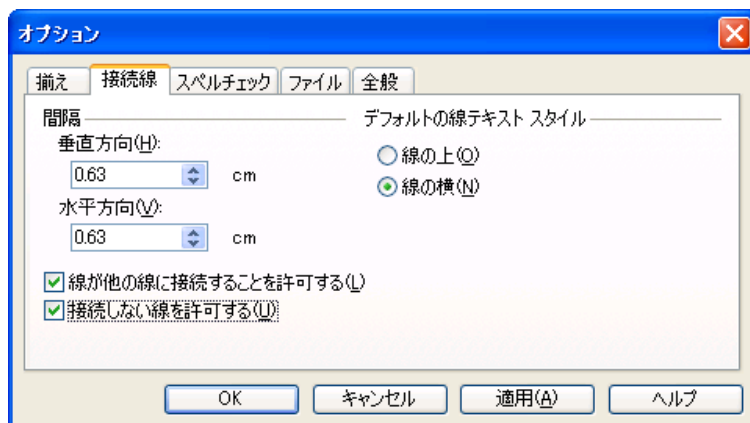 オプション
揃え 接続線 スペルチェック ファイル 全般
間隔 デフォルトの線テキスト スタイル
垂直方向(H):
線の上(O)
0.63 cm
線の横(N)
水平方向(V):
0.63 cm
線が他の線に接続することを許可する(L)
接続しない線を許可する(U)
OK キャンセル 適用(A) ヘルプ